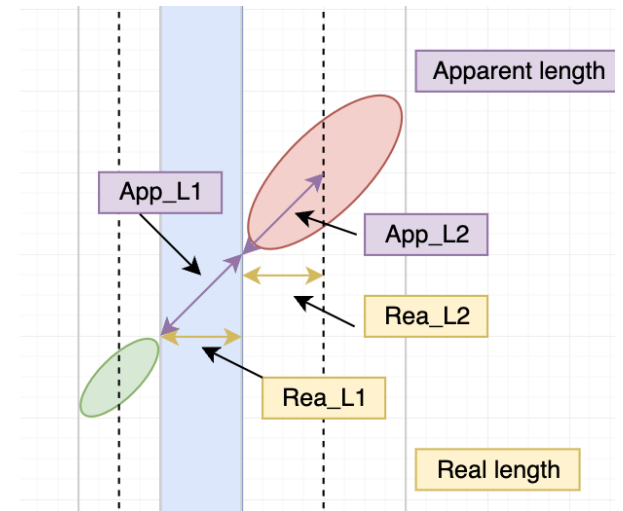 Apparent length
App_L1
App_L2
Rea_L2
Rea_L1
Real length